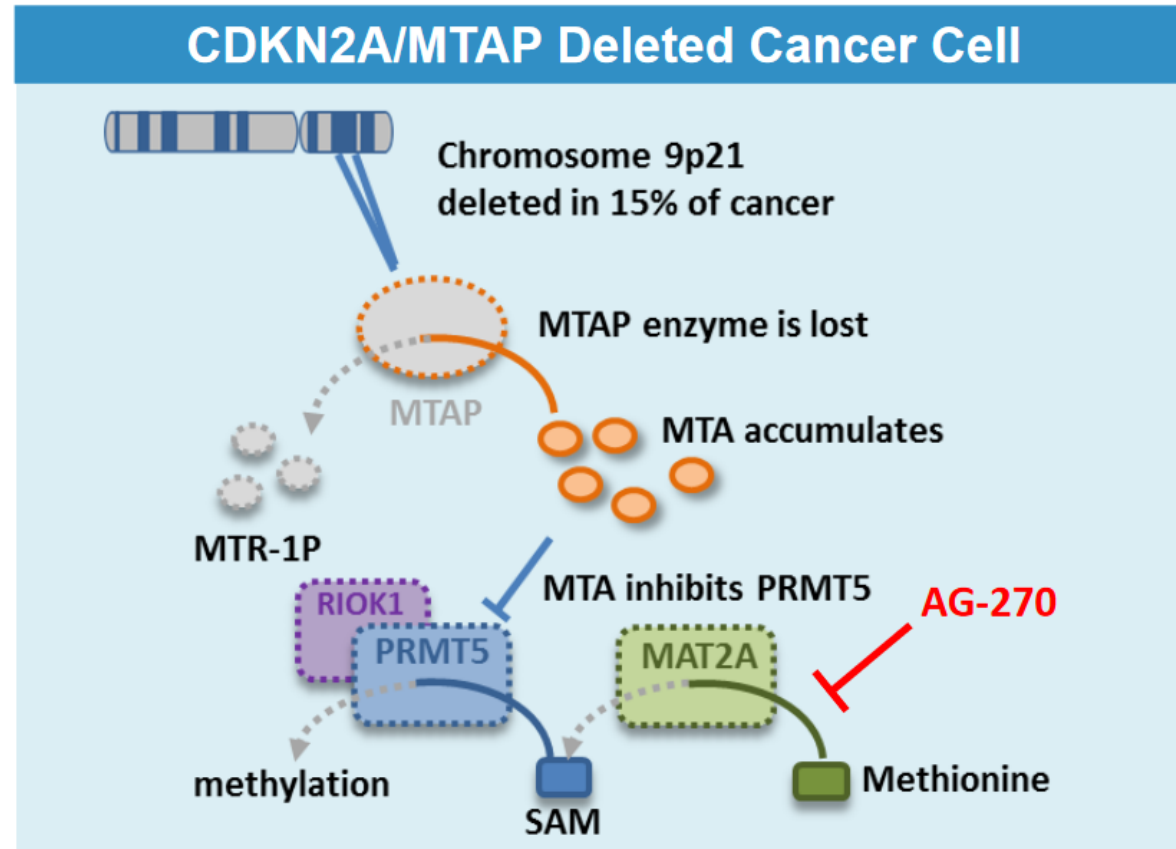 CDKN2A/MTAP Deleted Cancer Cell
Chromosome 9p21
deleted in 15% of cancer
MTAP enzyme is lost
MTAP
MTA accumulates
MTR-1P
MTA inhibits PRMT5
AG-270
RIOK1
PRMT5
MAT2A
methylation
SAM
Methionine